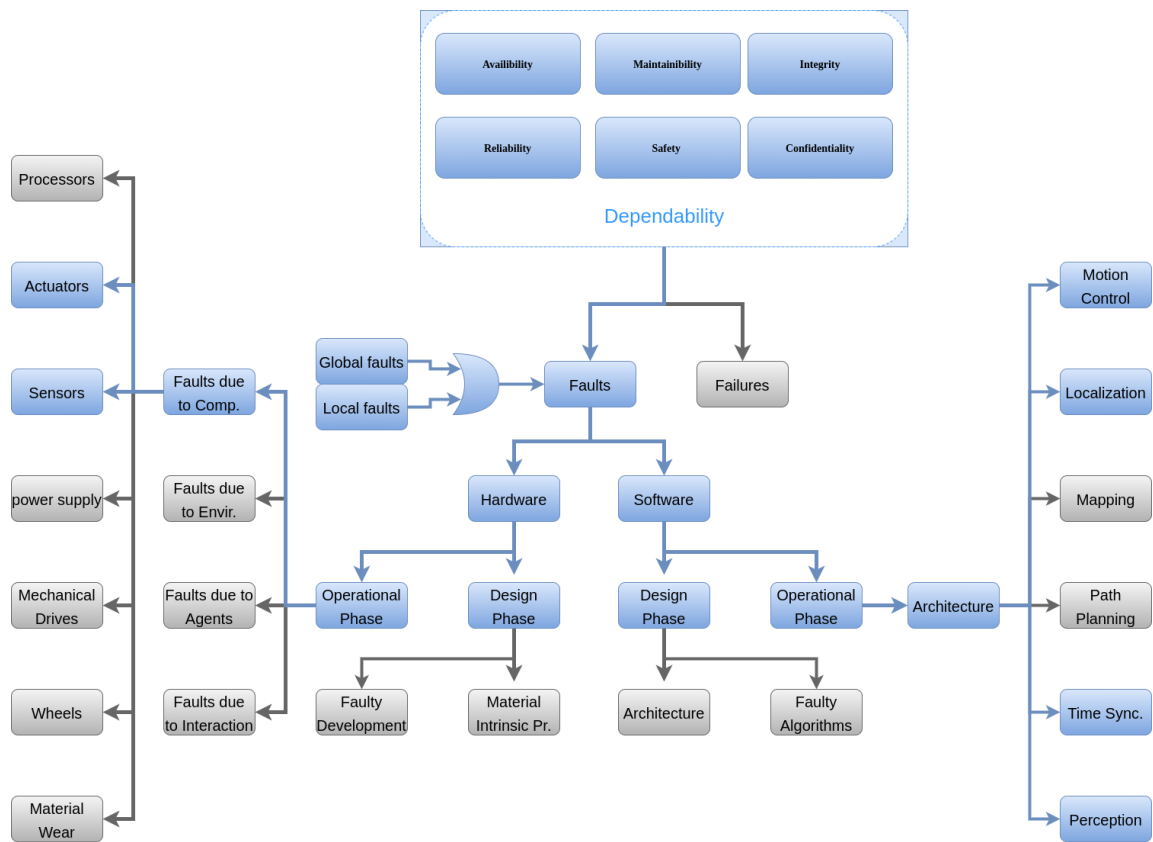 Availibility
Maintainibility
Integrity
Reliability
Safety
Confidentiality
Dependability
Processors
Actuators
Sensors
power supply
Mechanical
Drives
Wheels
Material
Wear
Faults due
to Comp.
Faults due
to Envir.
Faults due to
Agents
Faults due
to Interaction
Global faults
Local faults
Faults
Failures
Hardware
Software
Operational
Phase
Design
Phase
Design
Phase
Operational
Phase
Architecture
Faulty
Development
Material
Intrinsic Pr.
Architecture
Faulty
Algorithms
Motion
Control
Localization
Mapping
Path
Planning
Time Sync.
Perception